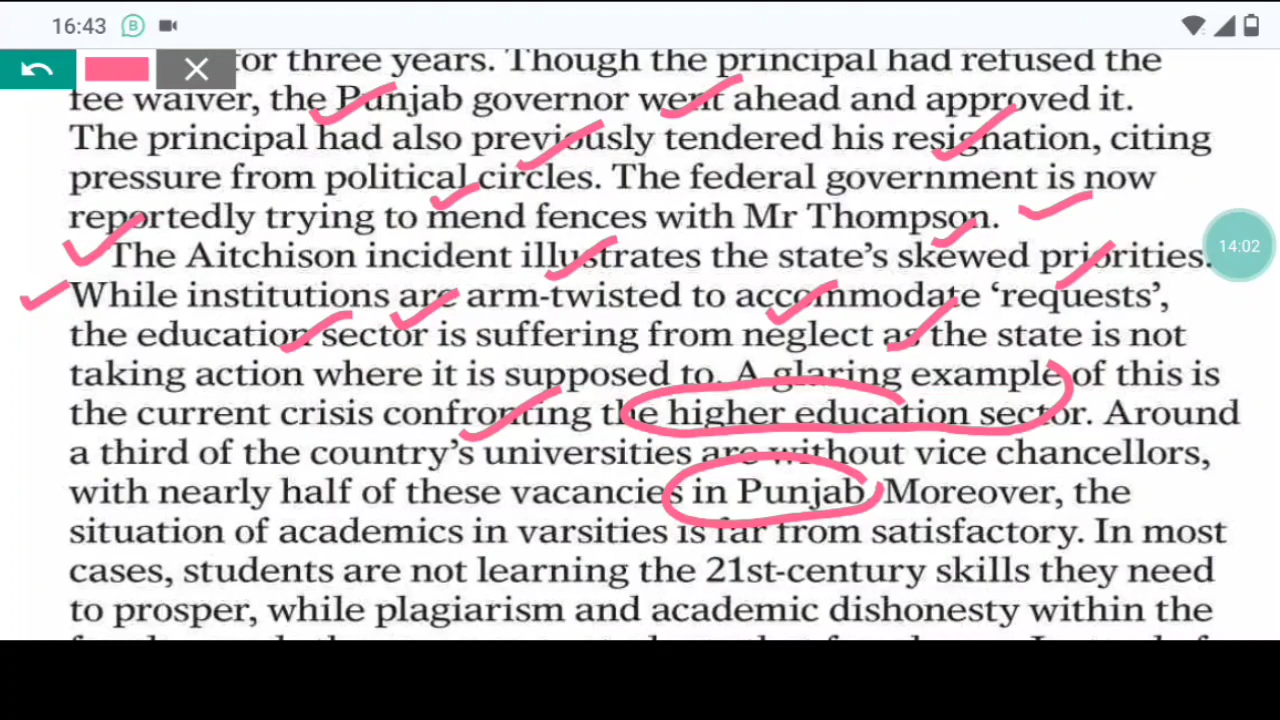 16:43
for three years. Though the principal had refused the
fee waiver, the Punjab governor went ahead and approved it.
The principal had also previously tendered his resignation, citing
pressure from political circles. The federal government is now
reportedly trying to mend fences with Mr Thompson.
The Aitchison incident illustrates the state's skewed priorities.
14:02
While institutions are arm-twisted to accommodate ‘requests’,
the education sector is suffering from neglect as the state is not
taking action where it is supposed to. A glaring example of this is
the current crisis confronting the higher education sector. Around
a third of the country's universities are without vice chancellors,
with nearly half of these vacancies in Punjab. Moreover, the
situation of academics in varsities is far from satisfactory. In most
cases, students are not learning the 21st-century skills they need
to prosper, while plagiarism and academic dishonesty within the